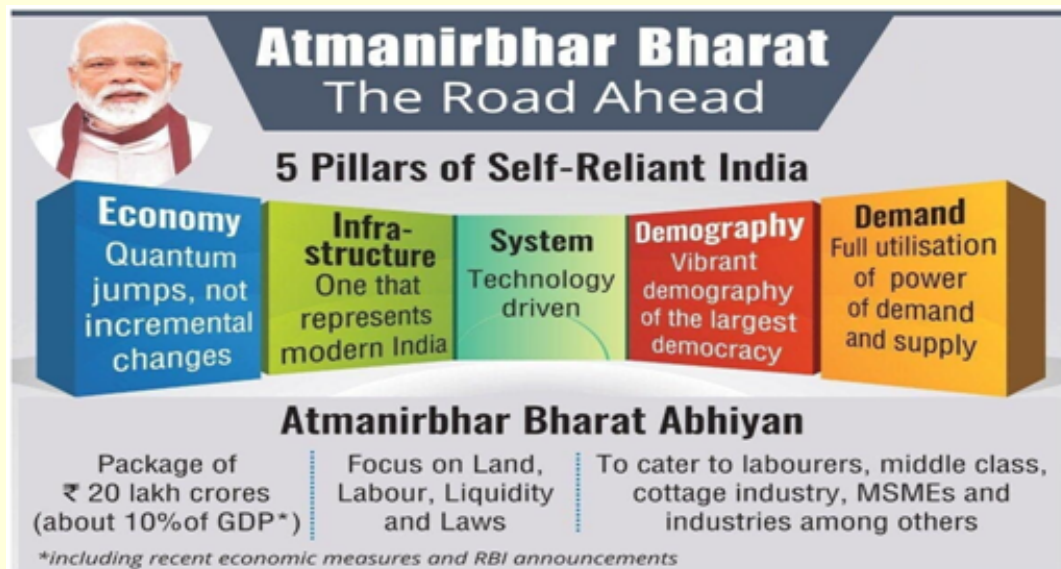 Atmanirbhar Bharat
The Road Ahead
5 Pillars of Self-Reliant India
Economy
Quantum
jumps, not
incremental
changes
Infra-
structure
One that
represents
modern India
System
Technology
driven
Demography
Vibrant
demography
of the largest
democracy
Demand
Full utilisation
of power
of demand
and supply
Atmanirbhar Bharat Abhiyan
Package of
₹ 20 lakh crores
(about 10%of GDP*)
Focus on Land,
Labour, Liquidity
and Laws
To cater to labourers, middle class,
cottage industry, MSMEs and
industries among others
*including recent economic measures and RBI announcements